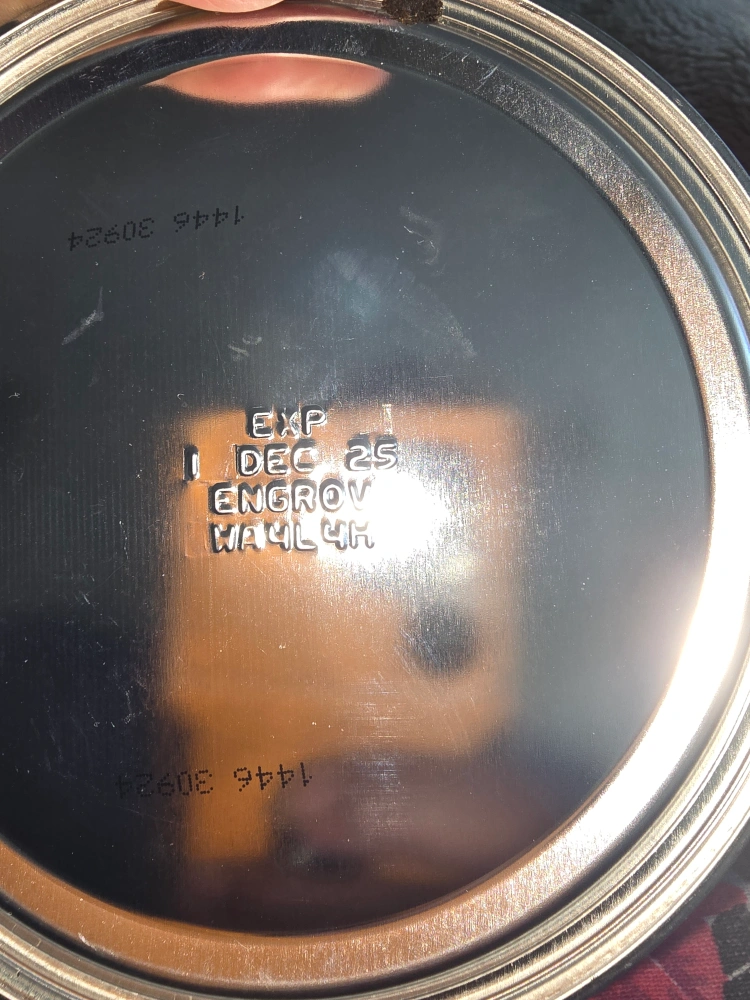 1446 30924
EXP
1 DEC 25
ENGROV
WA4L4H
1446 30924